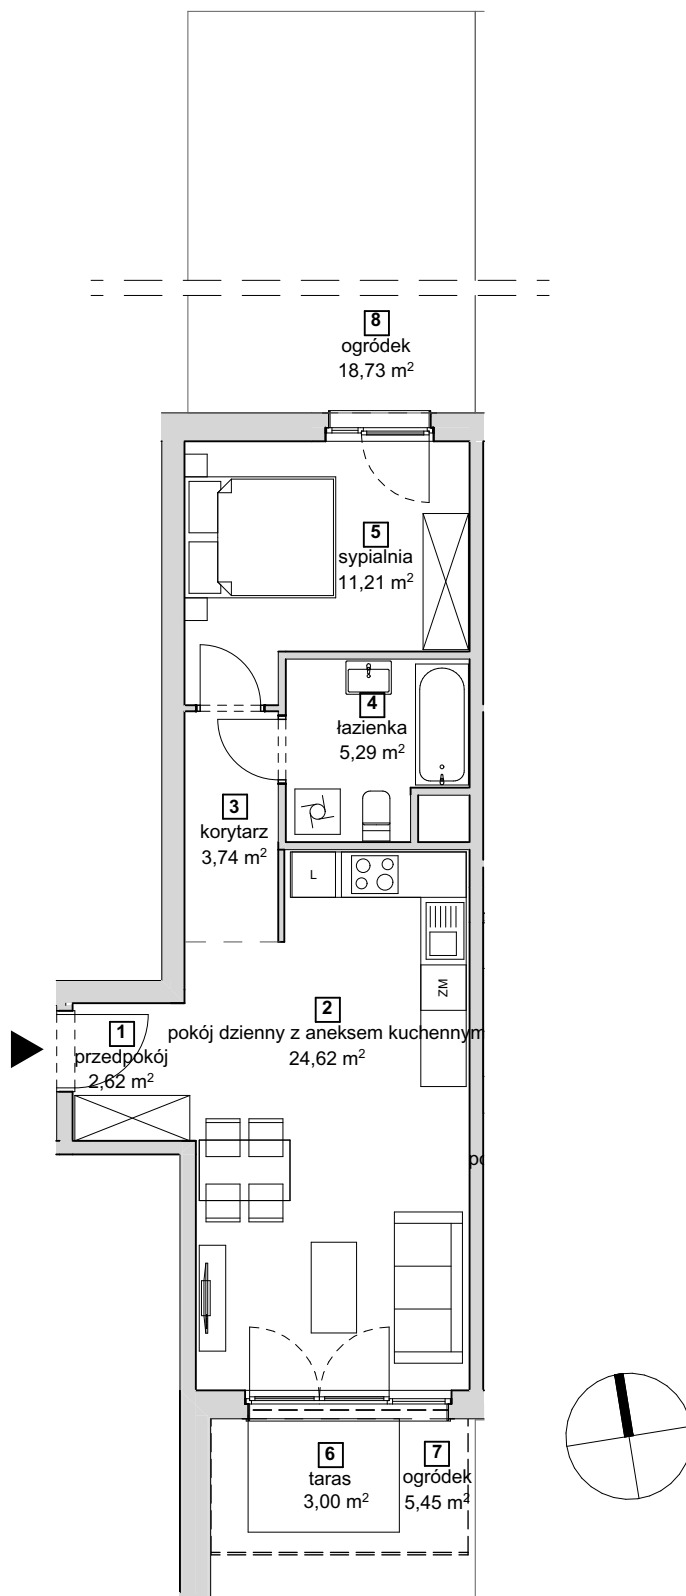 8
ogródek
18,73 m²
5
sypialnia
11,21 m²
4
łazienka
5,29 m²
3
korytarz
3,74 m²
L
ZM
2
pokój dzienny z aneksem kuchennym
24,62 m²
1
przedpokój
2,62 m²
6
taras
3,00 m²
7
ogródek
5,45 m²